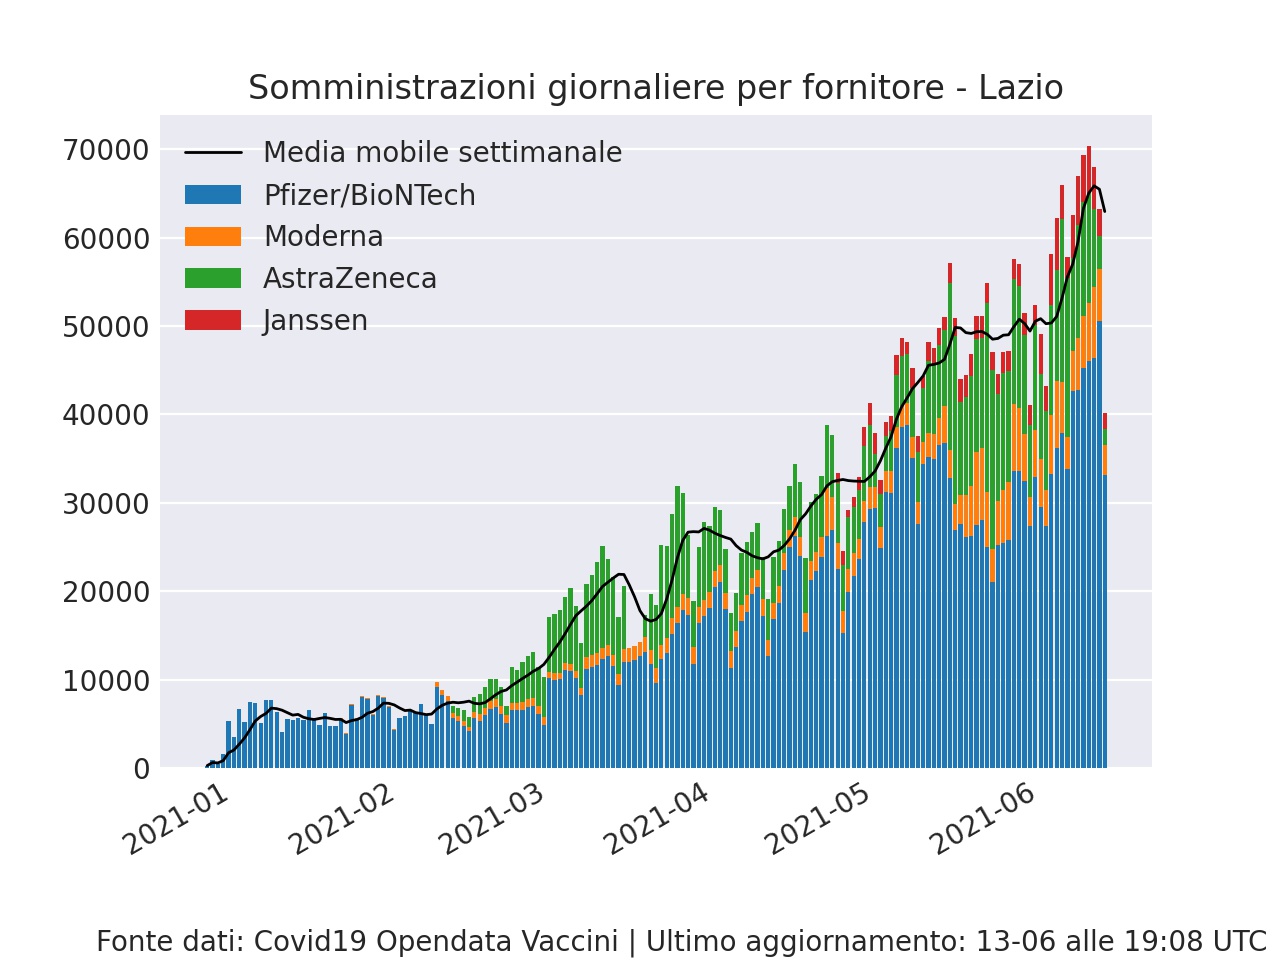 Somministrazioni giornaliere per fornitore - Lazio
70000
60000
50000
40000
30000
20000
10000
0
Media mobile settimanale
Pfizer/BioNTech
Moderna
AstraZeneca
Janssen
2021-01
2021-02
2021-03
2021-04
2021-05
2021-06
Fonte dati: Covid19 Opendata Vaccini | Ultimo aggiornamento: 13-06 alle 19:08 UTC